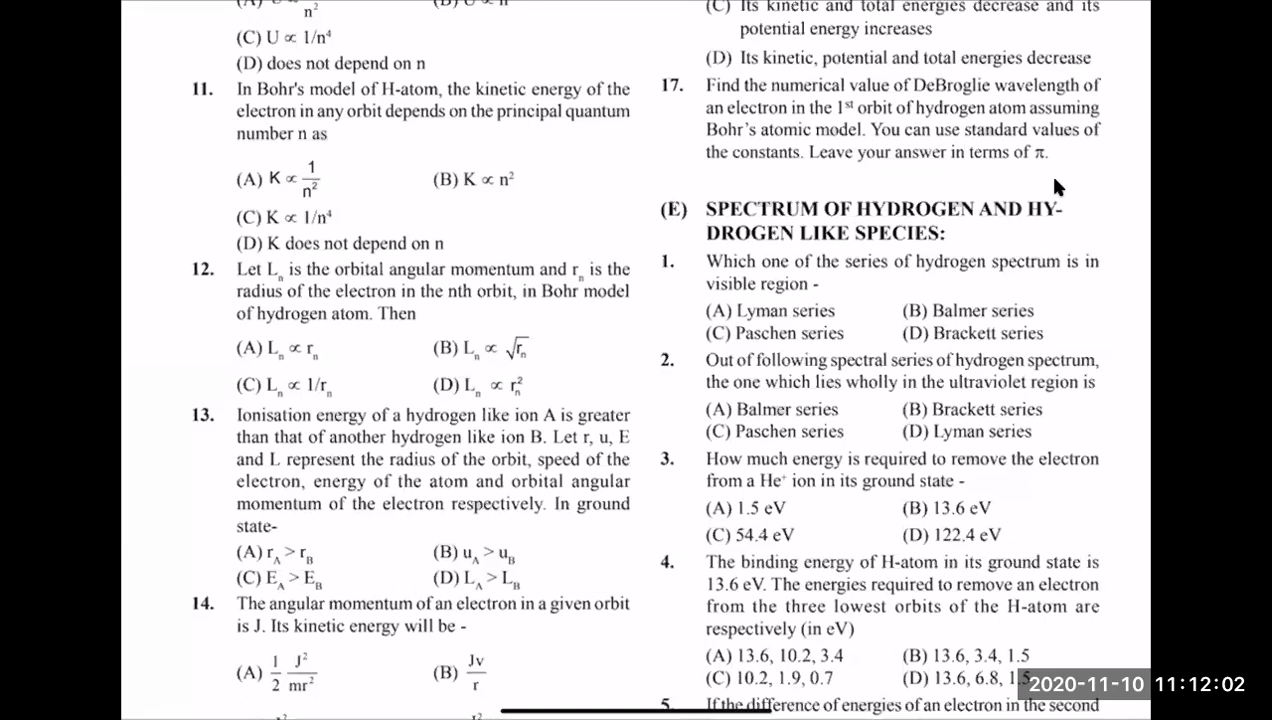 n²
(C) U ∝ 1/n⁴
(D) does not depend on n
11. In Bohr's model of H-atom, the kinetic energy of the
electron in any orbit depends on the principal quantum
number n as
(A) K ∝ 1/n² (B) K ∝ n²
(C) K ∝ 1/n⁴
(D) K does not depend on n
12. Let Lₙ is the orbital angular momentum and rₙ is the
radius of the electron in the nth orbit, in Bohr model
of hydrogen atom. Then
(A) Lₙ ∝ rₙ (B) Lₙ ∝ √rₙ
(C) Lₙ ∝ 1/rₙ (D) Lₙ ∝ rₙ²
13. Ionisation energy of a hydrogen like ion A is greater
than that of another hydrogen like ion B. Let r, u, E
and L represent the radius of the orbit, speed of the
electron, energy of the atom and orbital angular
momentum of the electron respectively. In ground
state-
(A) r_A > r_B (B) u_A > u_B
(C) E_A > E_B (D) L_A > L_B
14. The angular momentum of an electron in a given orbit
is J. Its kinetic energy will be -
(A) 1/2 J²/mr² (B) Jv/r
(C) Its kinetic and total energies decrease and its
potential energy increases
(D) Its kinetic, potential and total energies decrease
17. Find the numerical value of DeBroglie wavelength of
an electron in the 1ˢᵗ orbit of hydrogen atom assuming
Bohr's atomic model. You can use standard values of
the constants. Leave your answer in terms of π.
(E) SPECTRUM OF HYDROGEN AND HY-
DROGEN LIKE SPECIES:
1. Which one of the series of hydrogen spectrum is in
visible region -
(A) Lyman series (B) Balmer series
(C) Paschen series (D) Brackett series
2. Out of following spectral series of hydrogen spectrum,
the one which lies wholly in the ultraviolet region is
(A) Balmer series (B) Brackett series
(C) Paschen series (D) Lyman series
3. How much energy is required to remove the electron
from a He⁺ ion in its ground state -
(A) 1.5 eV (B) 13.6 eV
(C) 54.4 eV (D) 122.4 eV
4. The binding energy of H-atom in its ground state is
13.6 eV. The energies required to remove an electron
from the three lowest orbits of the H-atom are
respectively (in eV)
(A) 13.6, 10.2, 3.4 (B) 13.6, 3.4, 1.5
(C) 10.2, 1.9, 0.7 (D) 13.6, 6.8, 1.5
5. If the difference of energies of an electron in the second
2020-11-10 11:12:02